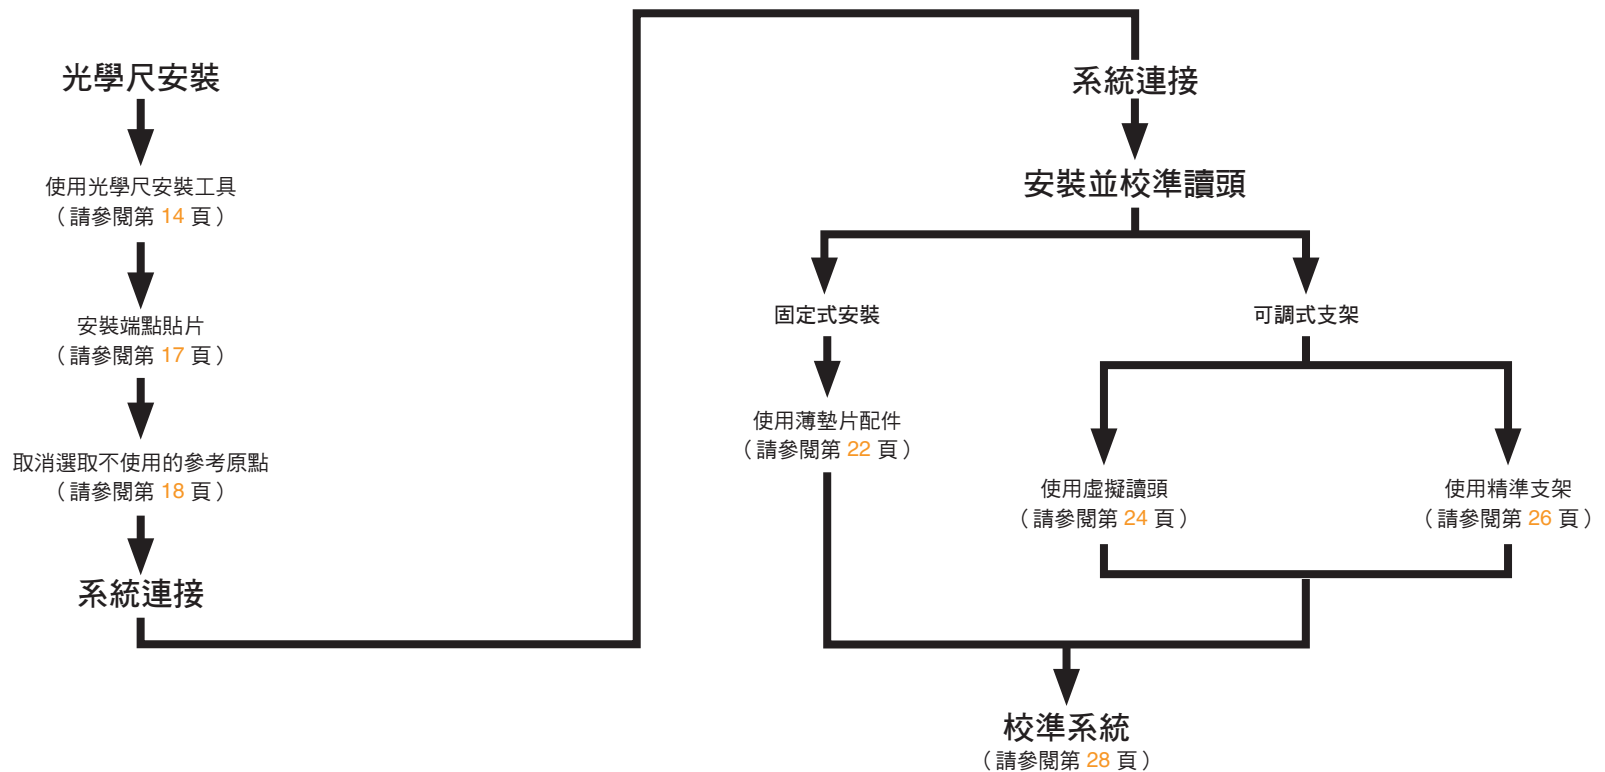 光學尺安裝
使用光學尺安裝工具
（請參閱第 14 頁）
安裝端點貼片
（請參閱第 17 頁）
取消選取不使用的參考原點
（請參閱第 18 頁）
系統連接
系統連接
安裝並校準讀頭
固定式安裝
可調式支架
使用薄墊片配件
（請參閱第 22 頁）
使用虛擬讀頭
（請參閱第 24 頁）
使用精準支架
（請參閱第 26 頁）
校準系統
（請參閱第 28 頁）